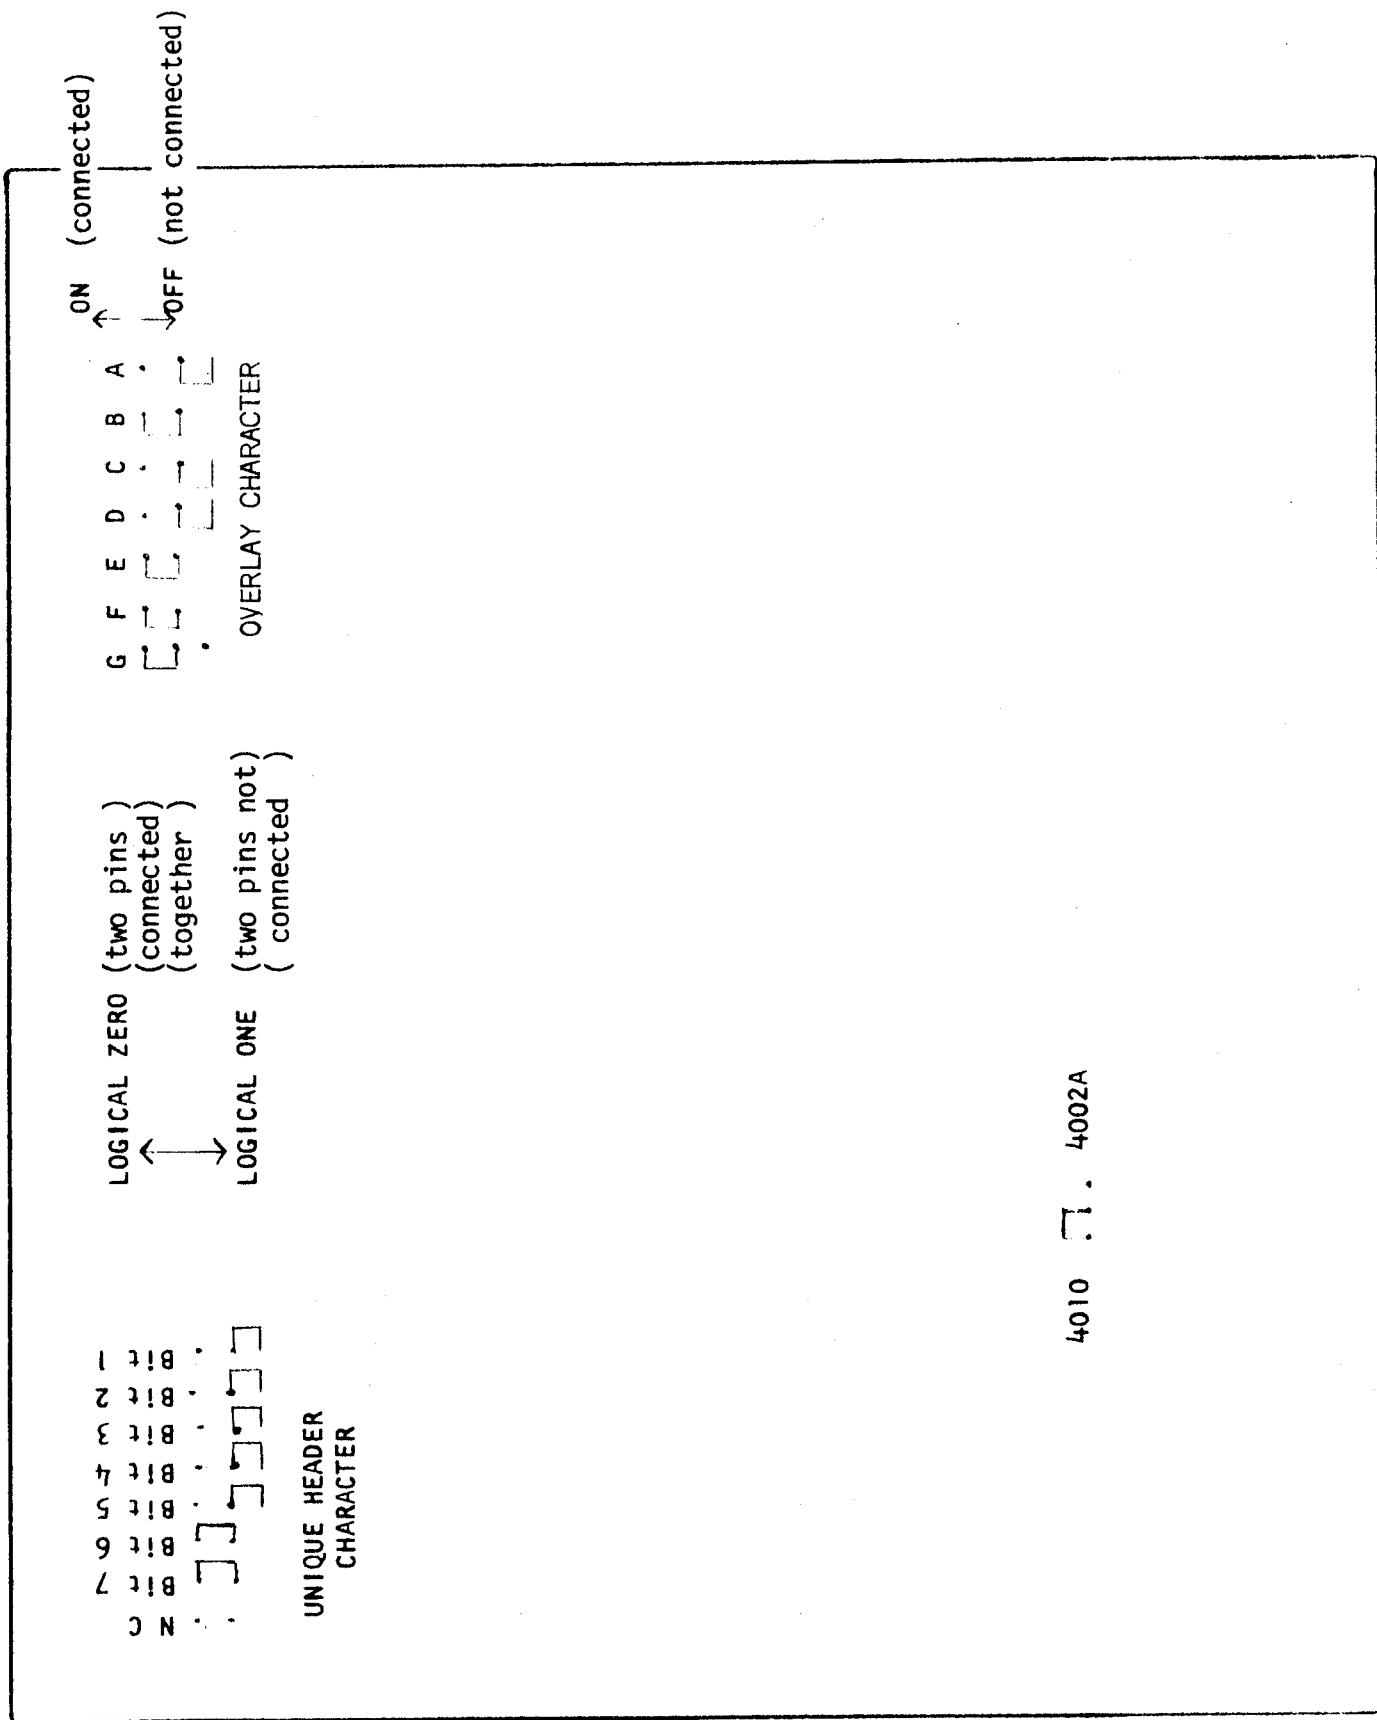 ON (connected)
OFF (not connected)
G F E D C B A
OVERLAY CHARACTER
LOGICAL ZERO (two pins )
(connected)
(together )
LOGICAL ONE (two pins not)
( connected )
N C
Bit 7
Bit 6
Bit 5
Bit 4
Bit 3
Bit 2
Bit 1
UNIQUE HEADER
CHARACTER
4010 4002A